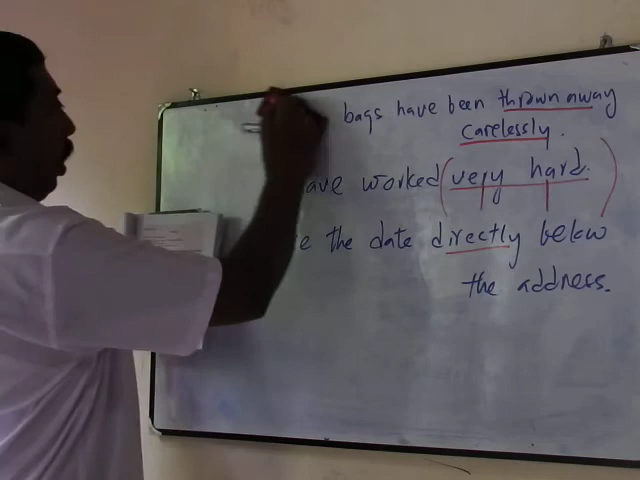 bags have been thrown away
carelessly.
ave worked (very hard.)
e the date directly below
the address.